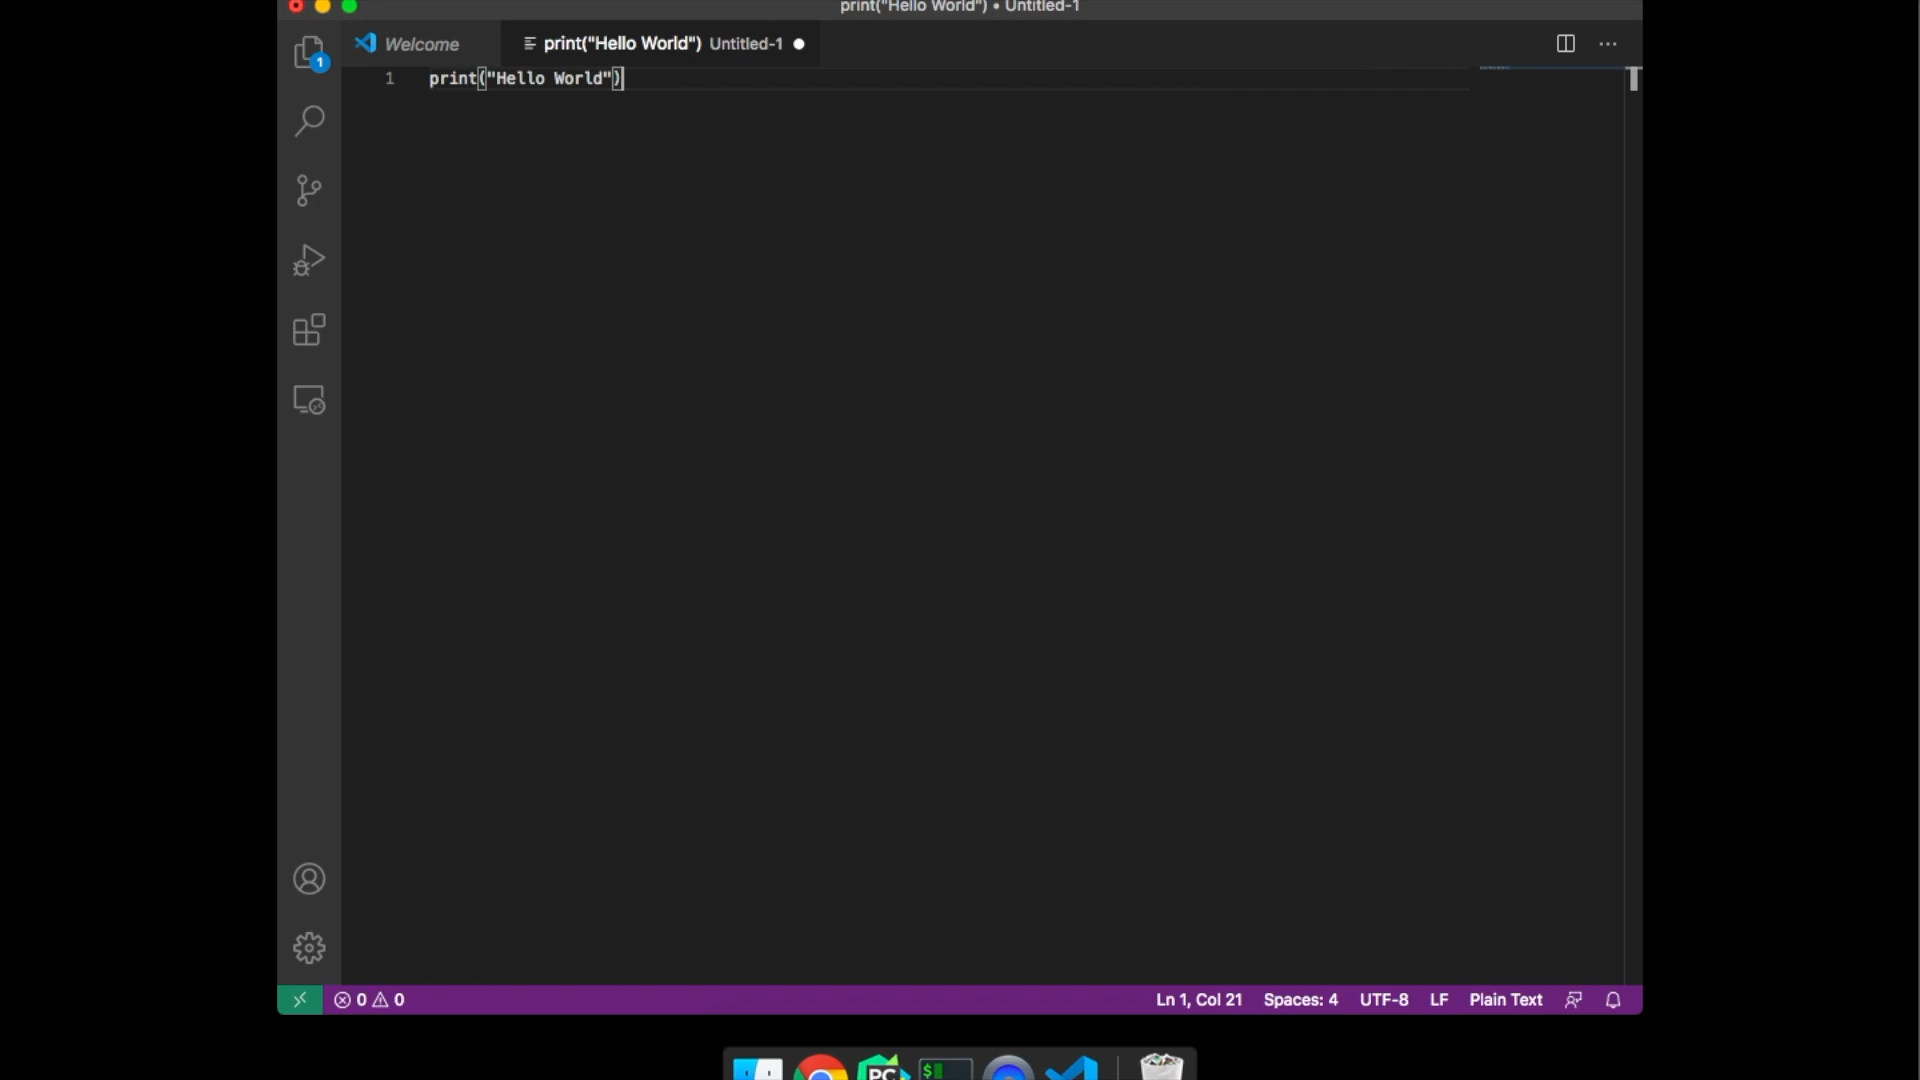 print("Hello World") • Untitled-1
Welcome
print("Hello World") Untitled-1 ●
1
1 print("Hello World")
0 0
Ln 1, Col 21 Spaces: 4 UTF-8 LF Plain Text
PC $